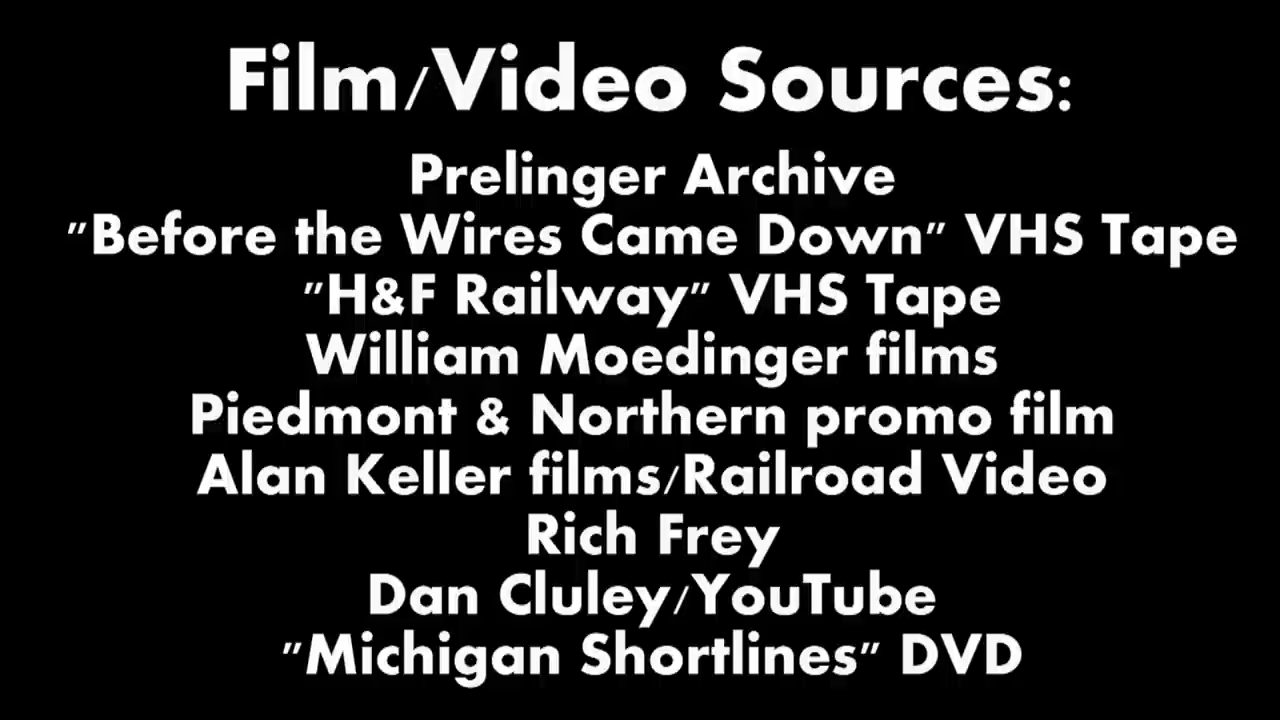 Film/Video Sources:
Prelinger Archive
"Before the Wires Came Down" VHS Tape
"H&F Railway" VHS Tape
William Moedinger films
Piedmont & Northern promo film
Alan Keller films/Railroad Video
Rich Frey
Dan Cluley/YouTube
"Michigan Shortlines" DVD